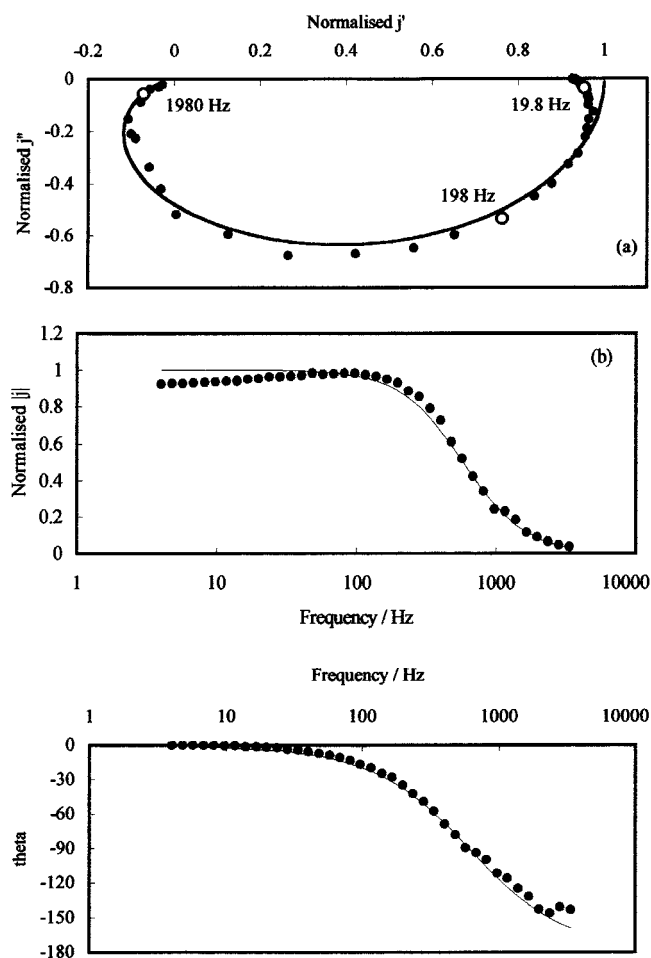 Normalised j'
-0.2 0 0.2 0.4 0.6 0.8 1
0
-0.2
-0.4
-0.6
-0.8
Normalised j"
1980 Hz
19.8 Hz
198 Hz
(a)
1.2
1
0.8
0.6
0.4
0.2
0
Normalised |j|
(b)
1 10 100 1000 10000
Frequency / Hz
Frequency / Hz
1 10 100 1000 10000
0
-30
-60
-90
-120
-150
-180
theta